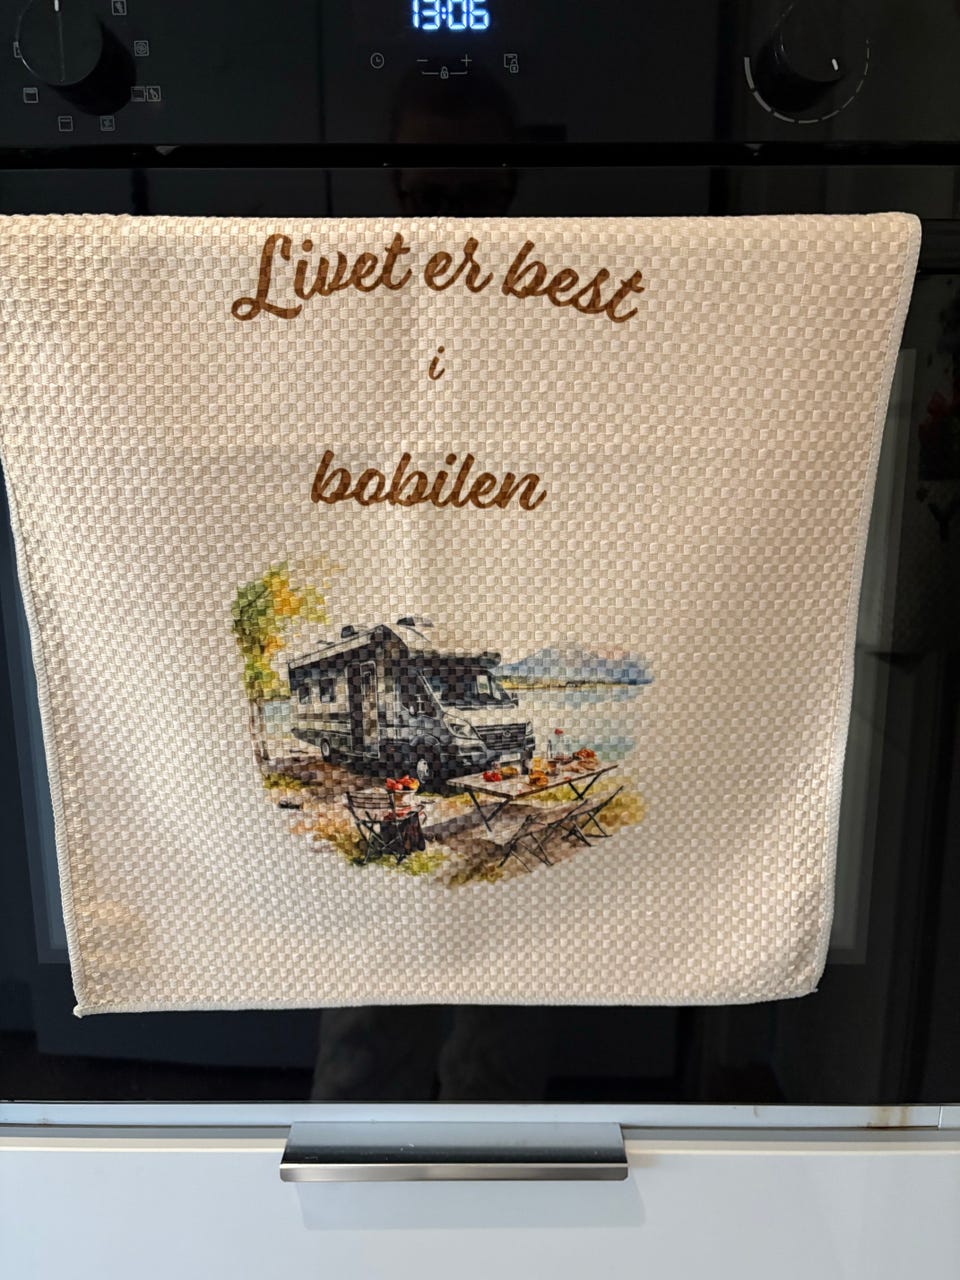 13:06
Livet er best
i
bobilen